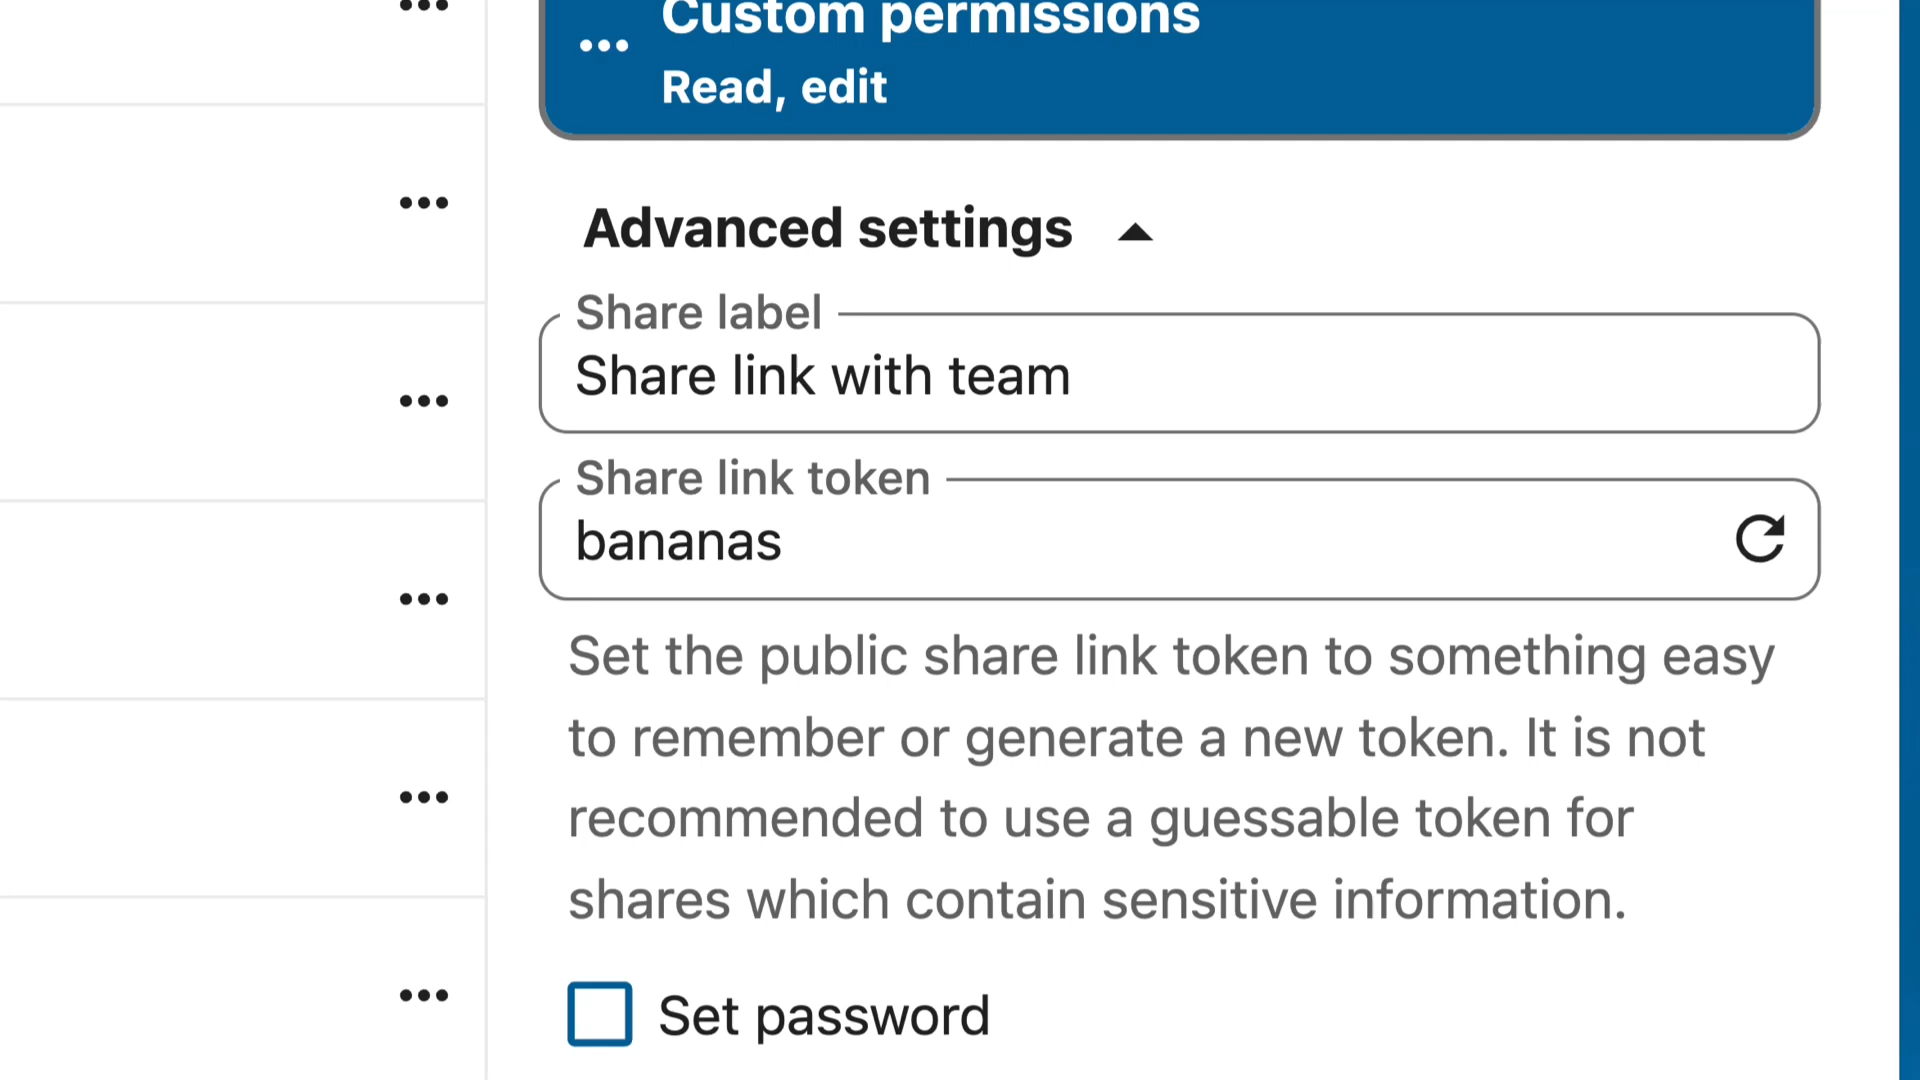 Custom permissions
Read, edit
Advanced settings
Share label
Share link with team
Share link token
bananas
Set the public share link token to something easy
to remember or generate a new token. It is not
recommended to use a guessable token for
shares which contain sensitive information.
Set password